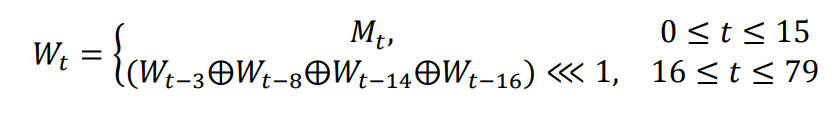 W_t = { M_t, 0 ≤ t ≤ 15
(W_{t−3}⊕W_{t−8}⊕W_{t−14}⊕W_{t−16}) ⋘ 1, 16 ≤ t ≤ 79